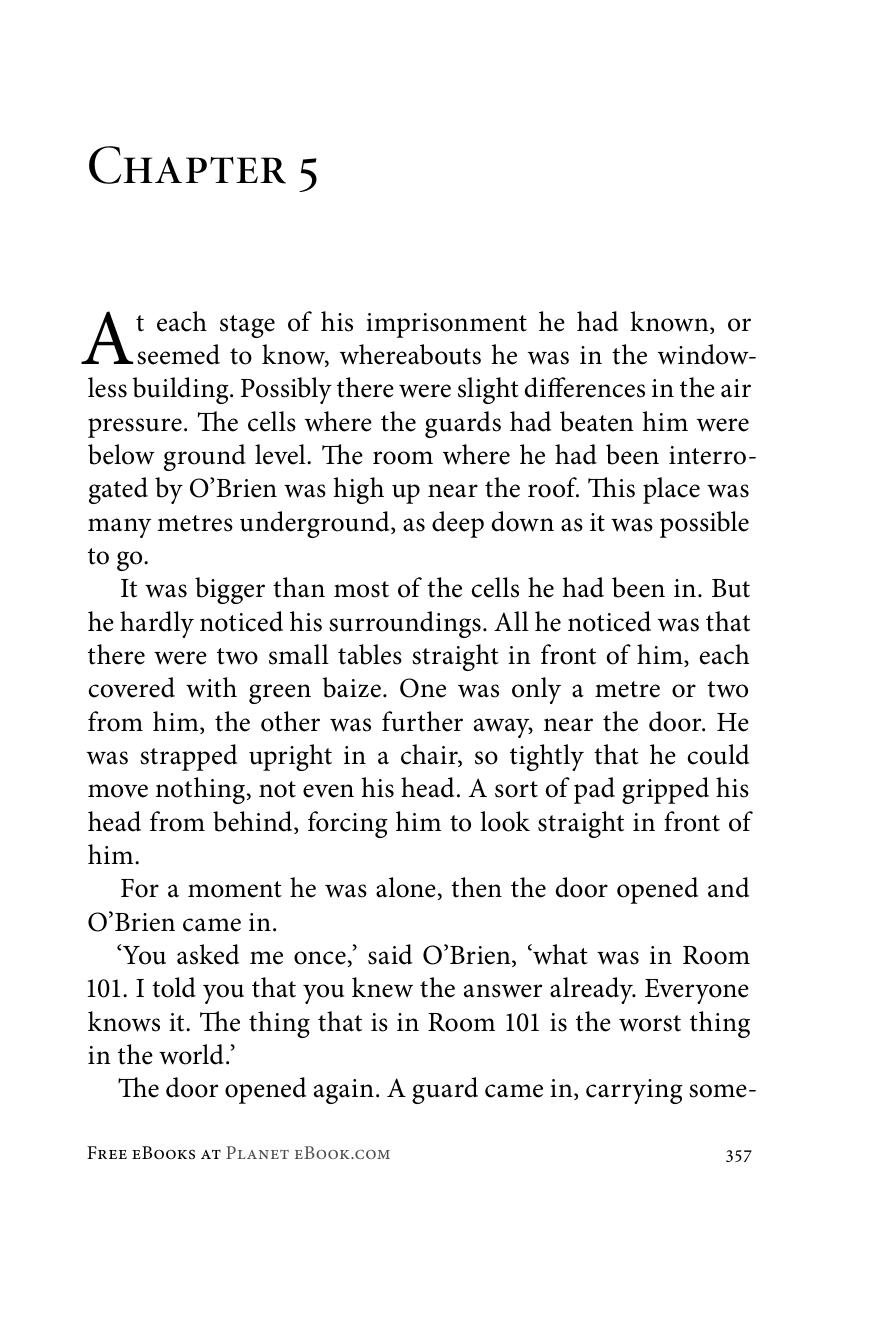 Chapter 5
At each stage of his imprisonment he had known, or
seemed to know, whereabouts he was in the window-
less building. Possibly there were slight differences in the air
pressure. The cells where the guards had beaten him were
below ground level. The room where he had been interro-
gated by O’Brien was high up near the roof. This place was
many metres underground, as deep down as it was possible
to go.
It was bigger than most of the cells he had been in. But
he hardly noticed his surroundings. All he noticed was that
there were two small tables straight in front of him, each
covered with green baize. One was only a metre or two
from him, the other was further away, near the door. He
was strapped upright in a chair, so tightly that he could
move nothing, not even his head. A sort of pad gripped his
head from behind, forcing him to look straight in front of
him.
For a moment he was alone, then the door opened and
O’Brien came in.
‘You asked me once,’ said O’Brien, ‘what was in Room
101. I told you that you knew the answer already. Everyone
knows it. The thing that is in Room 101 is the worst thing
in the world.’
The door opened again. A guard came in, carrying some-
Free eBooks at Planet eBook.com 357